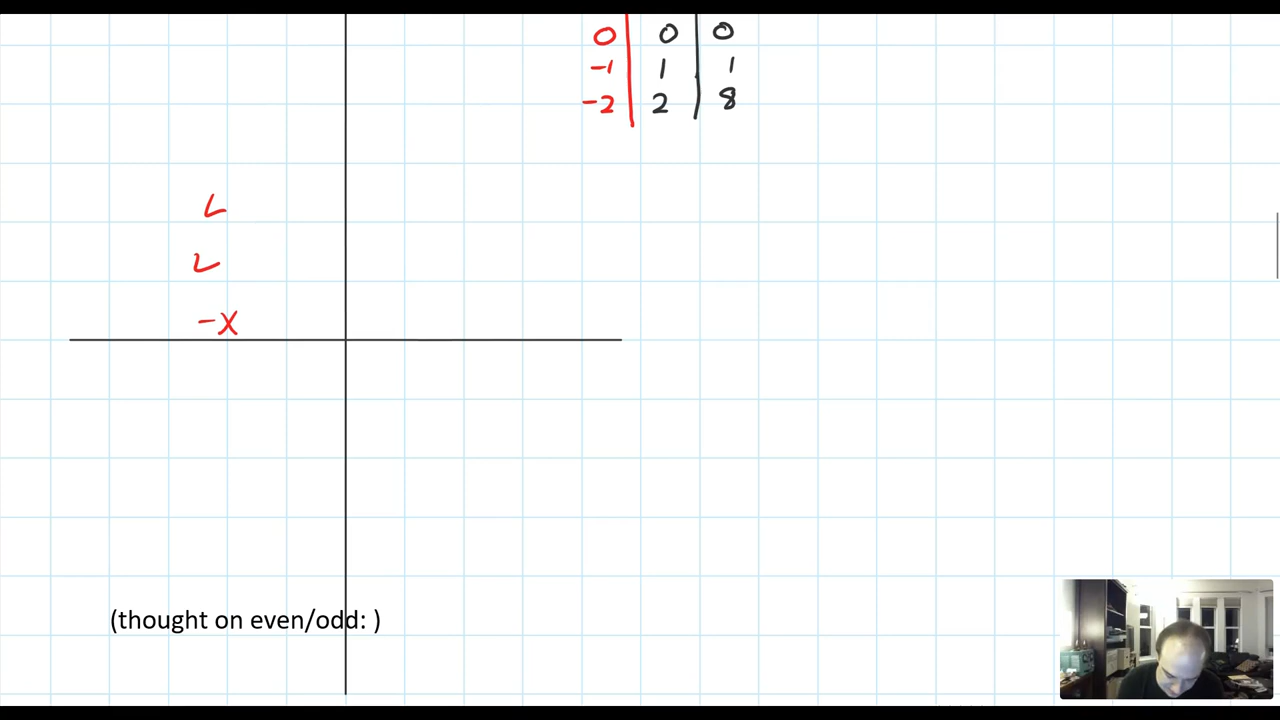 0 0 0
-1 1 1
-2 2 8
-x
(thought on even/odd: )